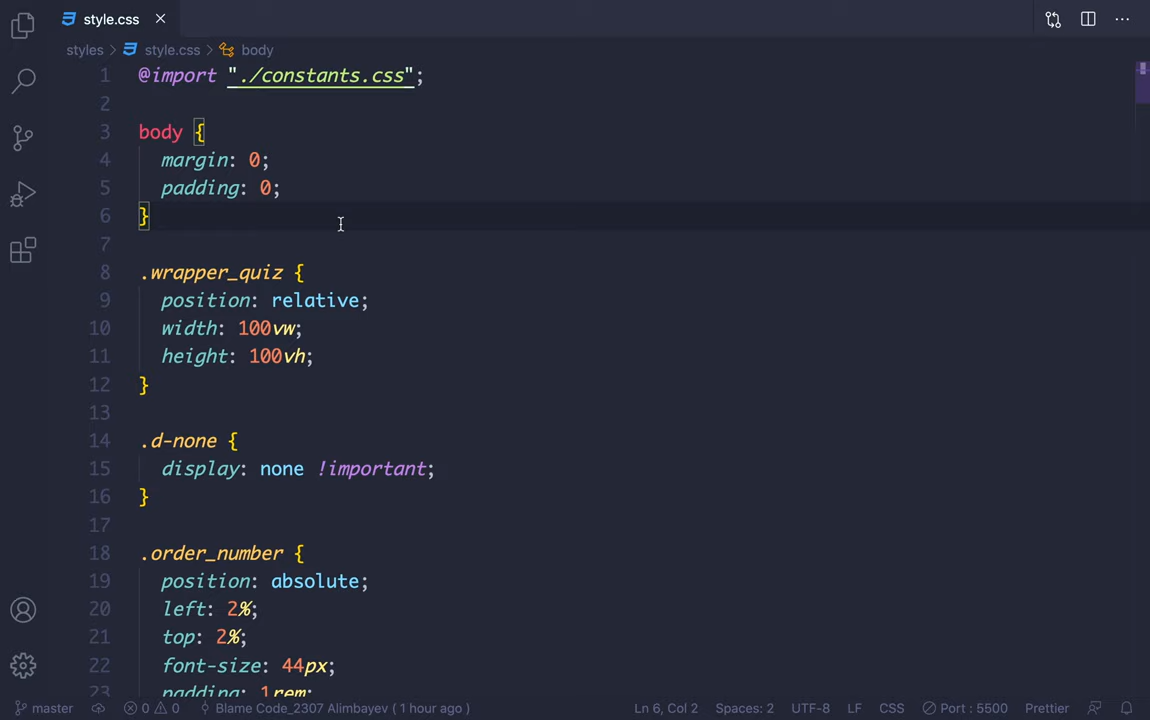 style.css
styles > style.css > body
1 @import "./constants.css";
2
3 body {
4 margin: 0;
5 padding: 0;
6 }
7
8 .wrapper_quiz {
9 position: relative;
10 width: 100vw;
11 height: 100vh;
12 }
13
14 .d-none {
15 display: none !important;
16 }
17
18 .order_number {
19 position: absolute;
20 left: 2%;
21 top: 2%;
22 font-size: 44px;
23 padding: 1rem;
master 0 0 Blame Code_2307 Alimbayev ( 1 hour ago ) Ln 6, Col 2 Spaces: 2 UTF-8 LF CSS Port : 5500 Prettier